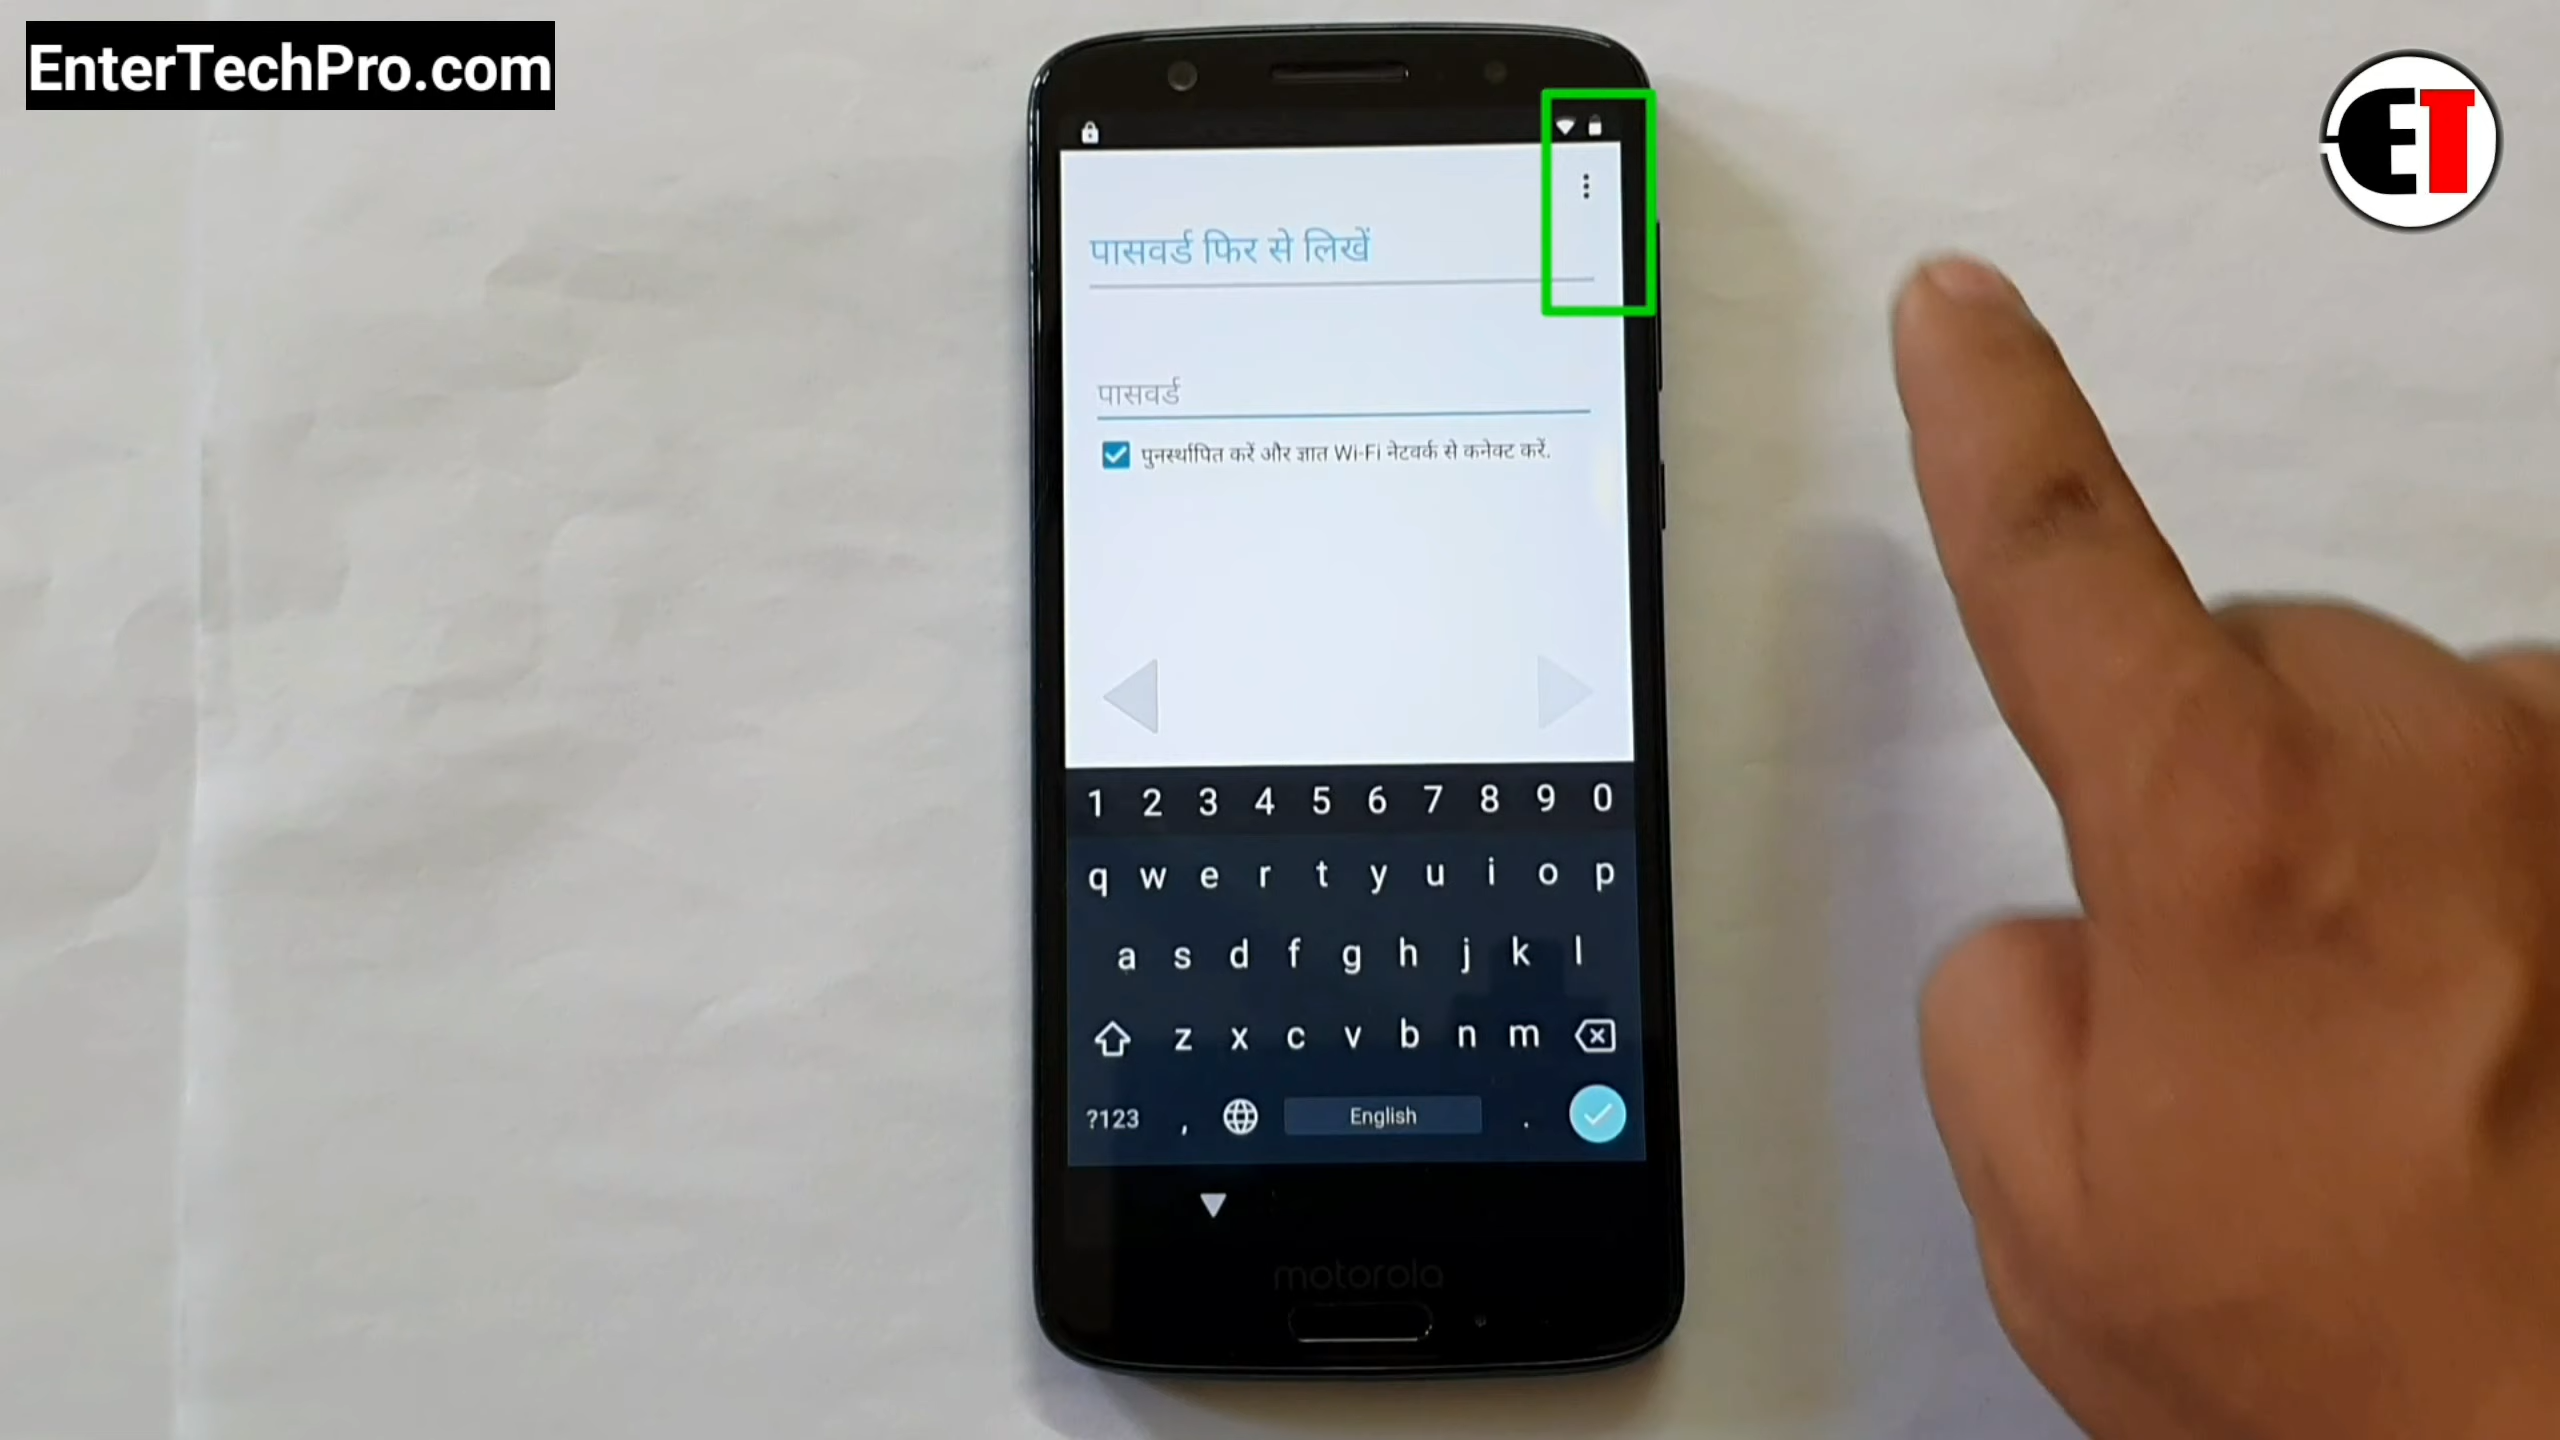 EnterTechPro.com
ET
पासवर्ड फिर से लिखें
पासवर्ड
पुनर्स्थापित करें और ज्ञात Wi-Fi नेटवर्क से कनेक्ट करें.
1 2 3 4 5 6 7 8 9 0
q w e r t y u i o p
a s d f g h j k l
z x c v b n m
?123 , English .
motorola